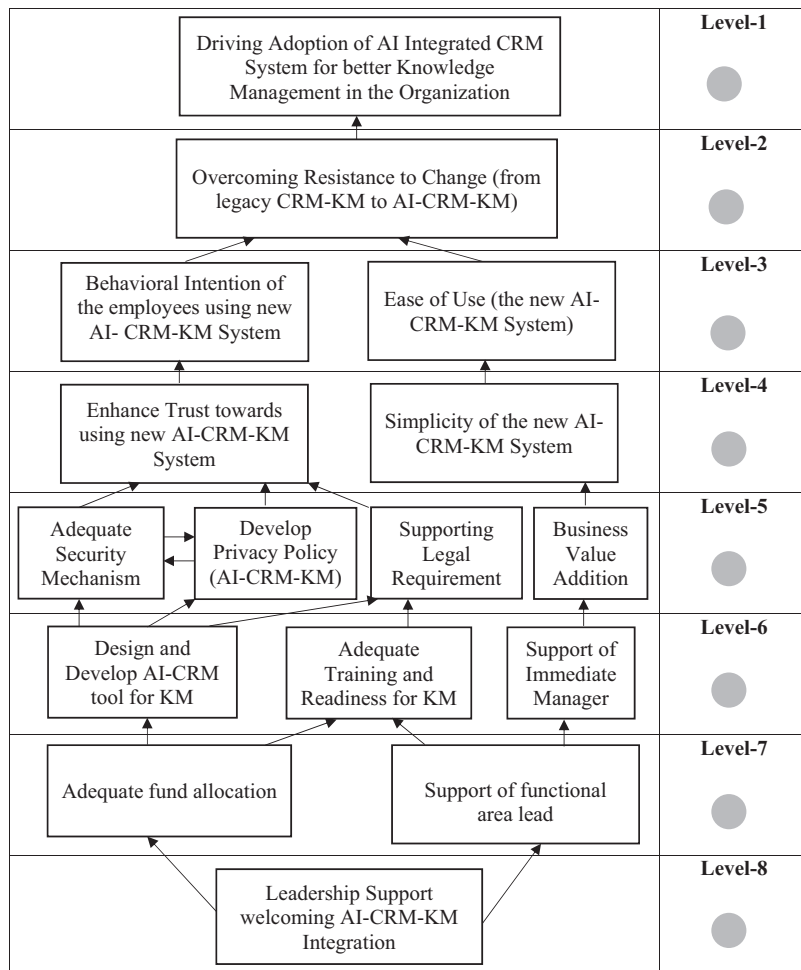 Driving Adoption of AI Integrated CRM
System for better Knowledge
Management in the Organization
Level-1
Overcoming Resistance to Change (from
legacy CRM-KM to AI-CRM-KM)
Level-2
Behavioral Intention of
the employees using new
AI- CRM-KM System
Ease of Use (the new AI-
CRM-KM System)
Level-3
Enhance Trust towards
using new AI-CRM-KM
System
Simplicity of the new AI-
CRM-KM System
Level-4
Adequate
Security
Mechanism
Develop
Privacy Policy
(AI-CRM-KM)
Supporting
Legal
Requirement
Business
Value
Addition
Level-5
Design and
Develop AI-CRM
tool for KM
Adequate
Training and
Readiness for KM
Support of
Immediate
Manager
Level-6
Adequate fund allocation
Support of functional
area lead
Level-7
Leadership Support
welcoming AI-CRM-KM
Integration
Level-8